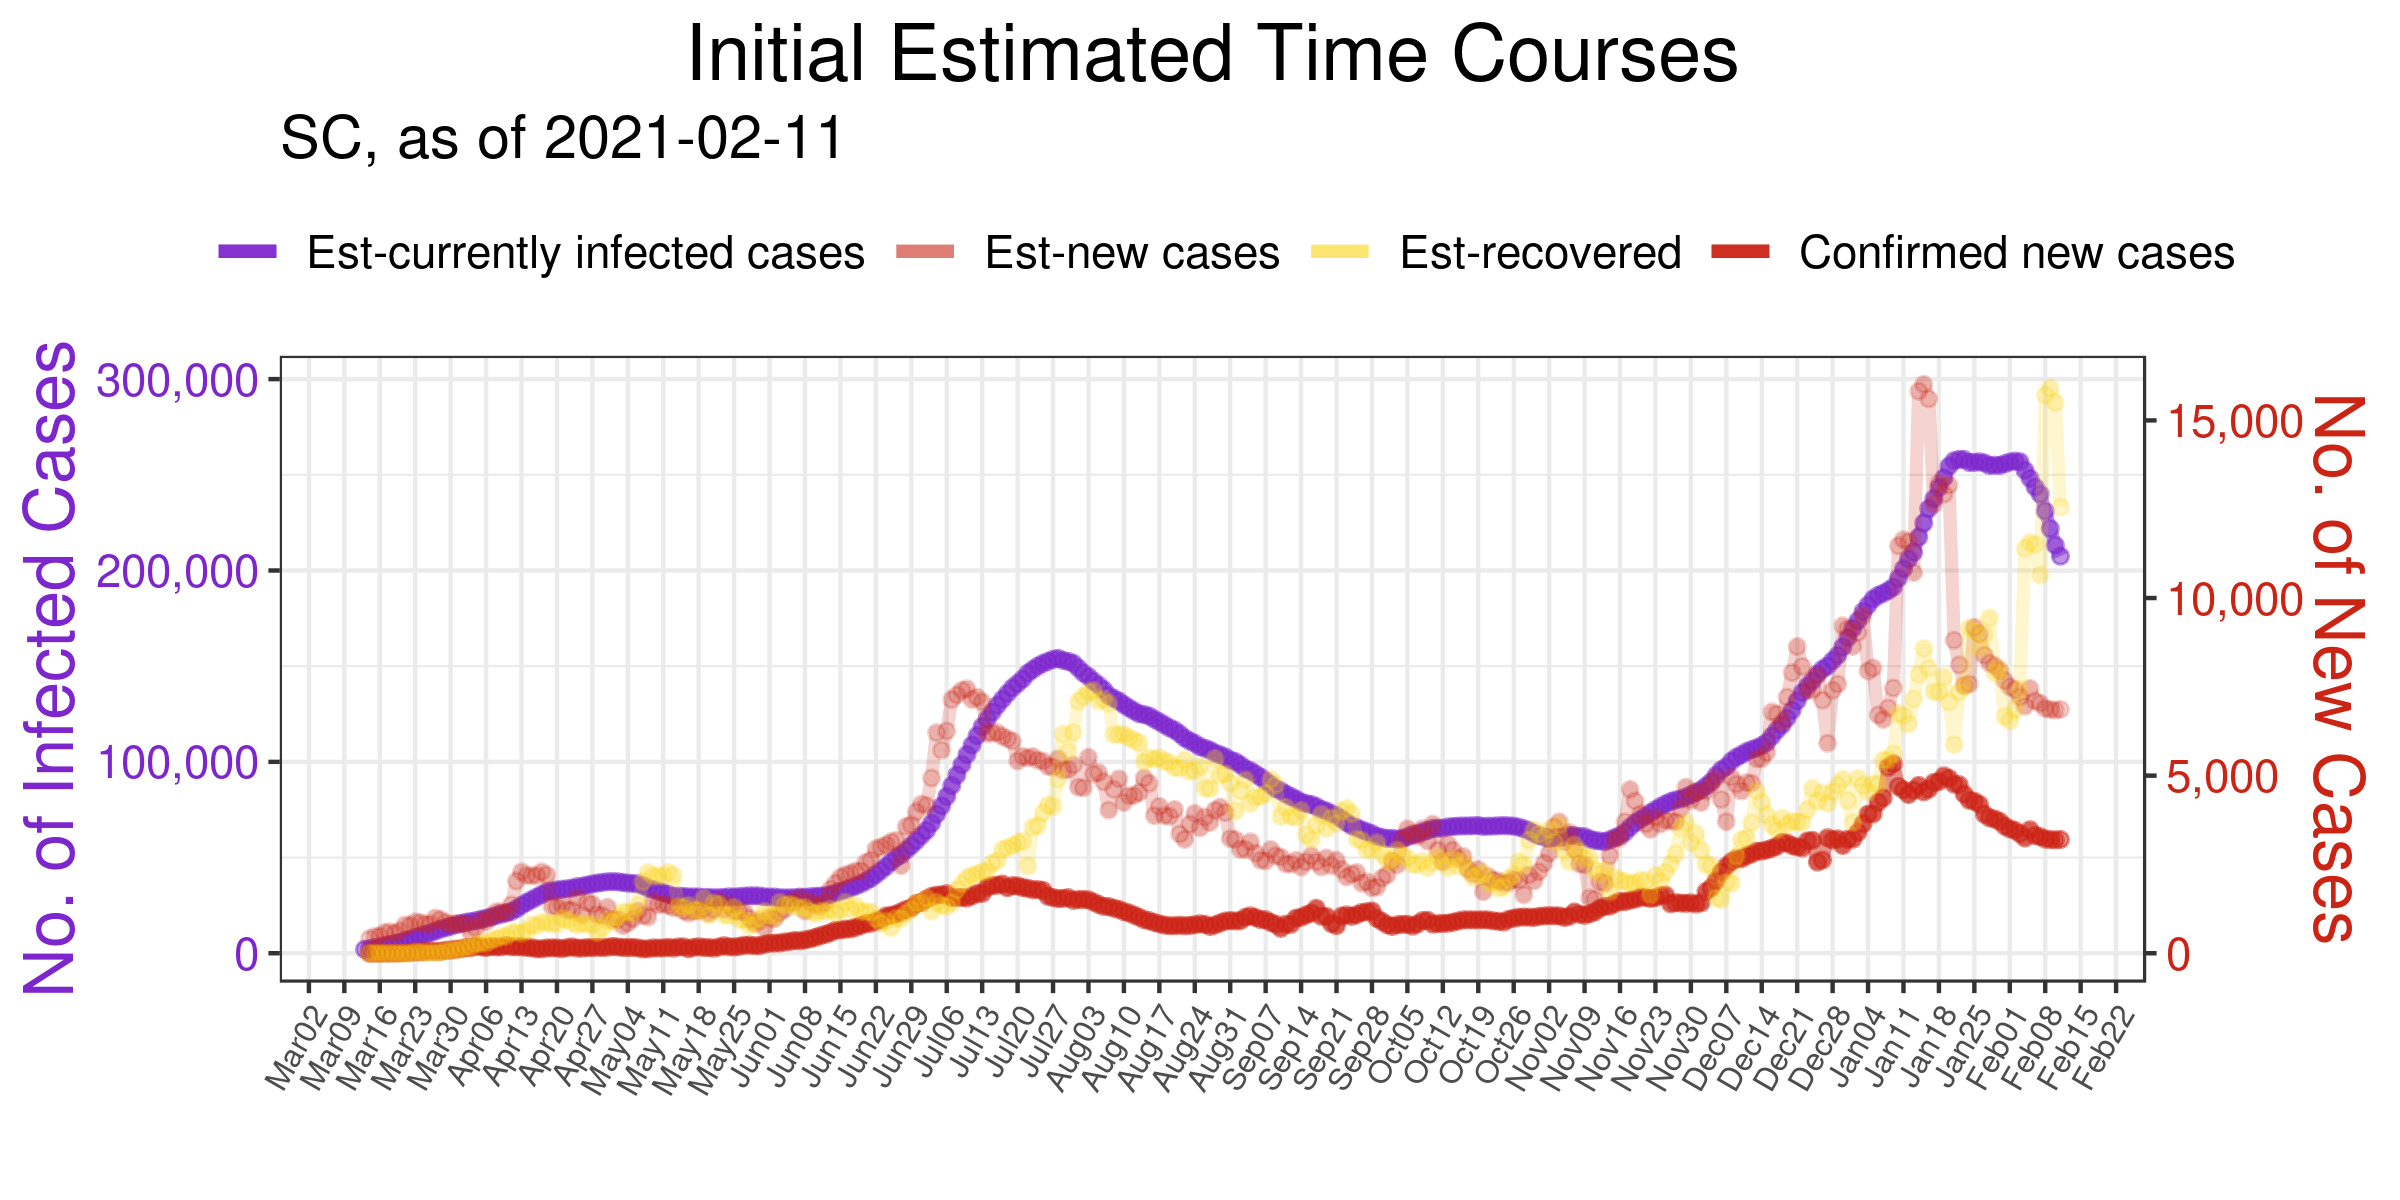 Initial Estimated Time Courses
SC, as of 2021-02-11
Est-currently infected cases
Est-new cases
Est-recovered
Confirmed new cases
No. of Infected Cases
300,000
200,000
100,000
0
15,000
10,000
5,000
0
No. of New Cases
Mar02
Mar09
Mar16
Mar23
Mar30
Apr06
Apr13
Apr20
Apr27
May04
May11
May18
May25
Jun01
Jun08
Jun15
Jun22
Jun29
Jul06
Jul13
Jul20
Jul27
Aug03
Aug10
Aug17
Aug24
Aug31
Sep07
Sep14
Sep21
Sep28
Oct05
Oct12
Oct19
Oct26
Nov02
Nov09
Nov16
Nov23
Nov30
Dec07
Dec14
Dec21
Dec28
Jan04
Jan11
Jan18
Jan25
Feb01
Feb08
Feb15
Feb22